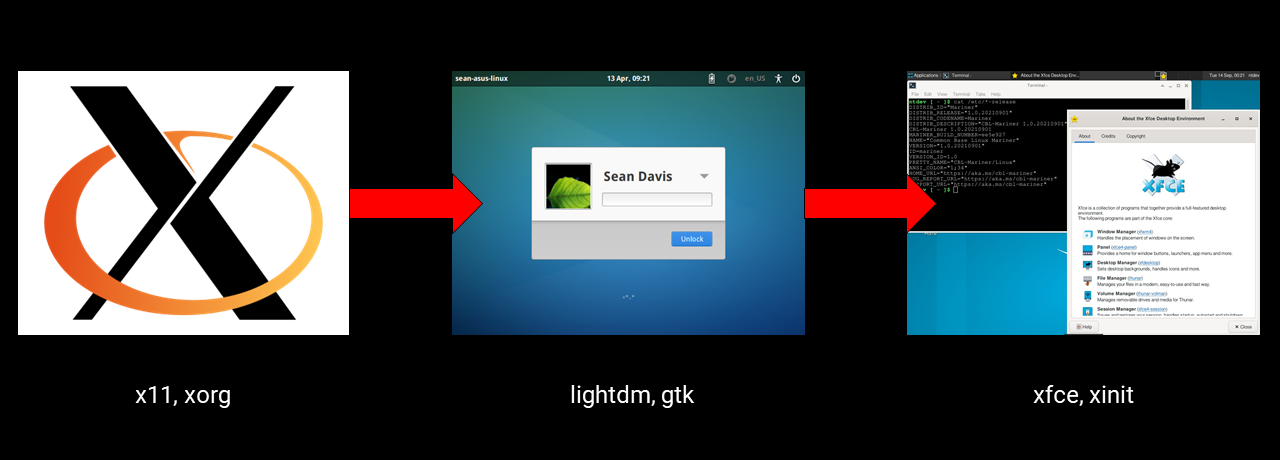 sean-asus-linux 13 Apr, 09:21 en_US
Sean Davis
Unlock
Applications Terminal - About the Xfce Desktop Env... Tue 14 Sep, 00:21 ntdev
Terminal -
File Edit View Terminal Tabs Help
ntdev [ ~ ]$ cat /etc/*-release
DISTRIB_ID="Mariner"
DISTRIB_RELEASE="1.0.20210901"
DISTRIB_CODENAME=Mariner
DISTRIB_DESCRIPTION="CBL-Mariner 1.0.20210901"
CBL-Mariner 1.0.20210901
MARINER_BUILD_NUMBER=
NAME="Common Base Linux Mariner"
VERSION="1.0.20210901"
ID=mariner
VERSION_ID=1.0
PRETTY_NAME="CBL-Mariner/Linux"
ANSI_COLOR="1;34"
HOME_URL="https://aka.ms/cbl-mariner"
BUG_REPORT_URL="https://aka.ms/cbl-mariner"
SUPPORT_URL="https://aka.ms/cbl-mariner"
ntdev [ ~ ]$
About the Xfce Desktop Environment
About Credits Copyright
XFCE
Xfce is a collection of programs that together provide a full-featured desktop
environment.
The following programs are part of the Xfce core:
Window Manager (xfwm4)
Handles the placement of windows on the screen.
Panel (xfce4-panel)
Provides a home for window buttons, launchers, app menu and more.
Desktop Manager (xfdesktop)
Sets desktop backgrounds, handles icons and more.
File Manager (thunar)
Manages your files in a modern, easy-to-use and fast way.
Volume Manager (thunar-volman)
Manages removable drives and media for Thunar.
Session Manager (xfce4-session)
Help Close
x11, xorg
lightdm, gtk
xfce, xinit